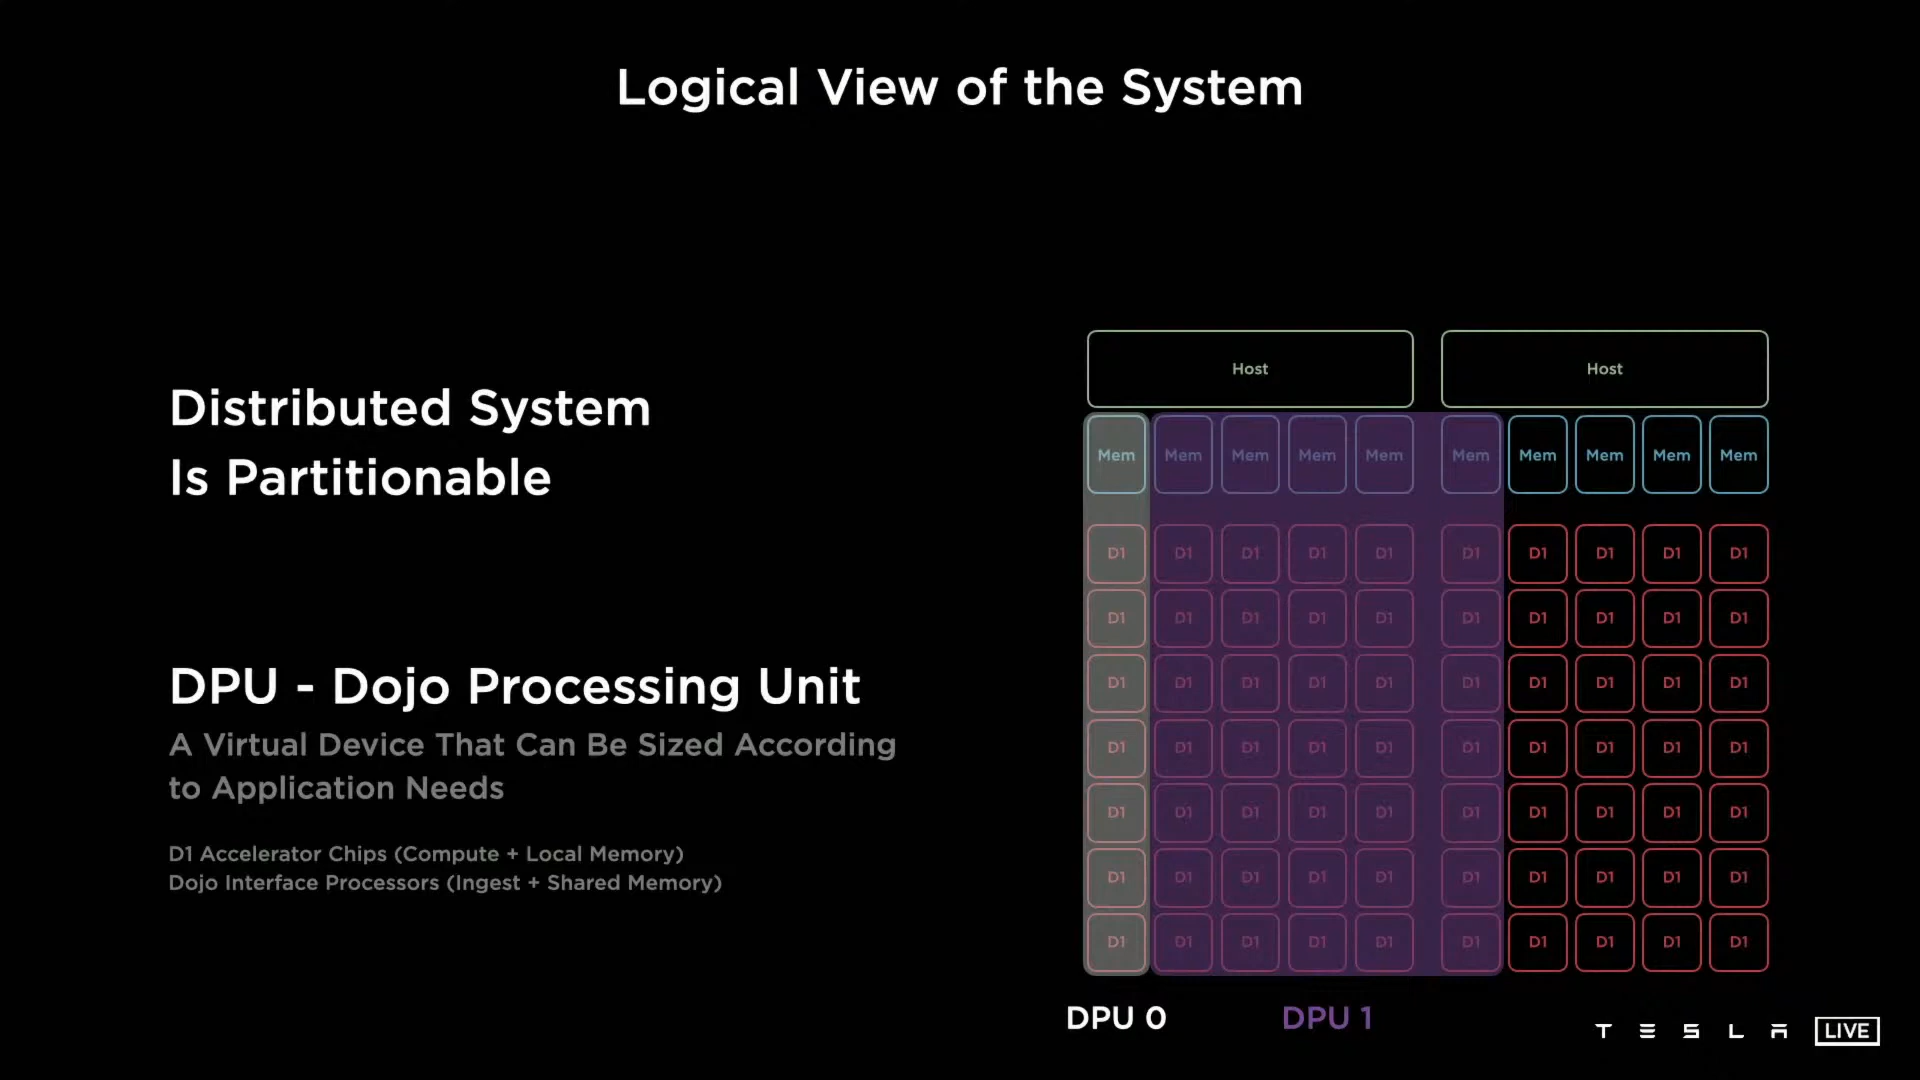 Logical View of the System
Distributed System
Is Partitionable
DPU - Dojo Processing Unit
A Virtual Device That Can Be Sized According
to Application Needs
D1 Accelerator Chips (Compute + Local Memory)
Dojo Interface Processors (Ingest + Shared Memory)
Host Host
Mem Mem Mem Mem Mem Mem Mem Mem Mem Mem
D1 D1 D1 D1 D1 D1 D1 D1 D1 D1
D1 D1 D1 D1 D1 D1 D1 D1 D1 D1
D1 D1 D1 D1 D1 D1 D1 D1 D1 D1
D1 D1 D1 D1 D1 D1 D1 D1 D1 D1
D1 D1 D1 D1 D1 D1 D1 D1 D1 D1
D1 D1 D1 D1 D1 D1 D1 D1 D1 D1
D1 D1 D1 D1 D1 D1 D1 D1 D1 D1
DPU 0 DPU 1
TESLA LIVE